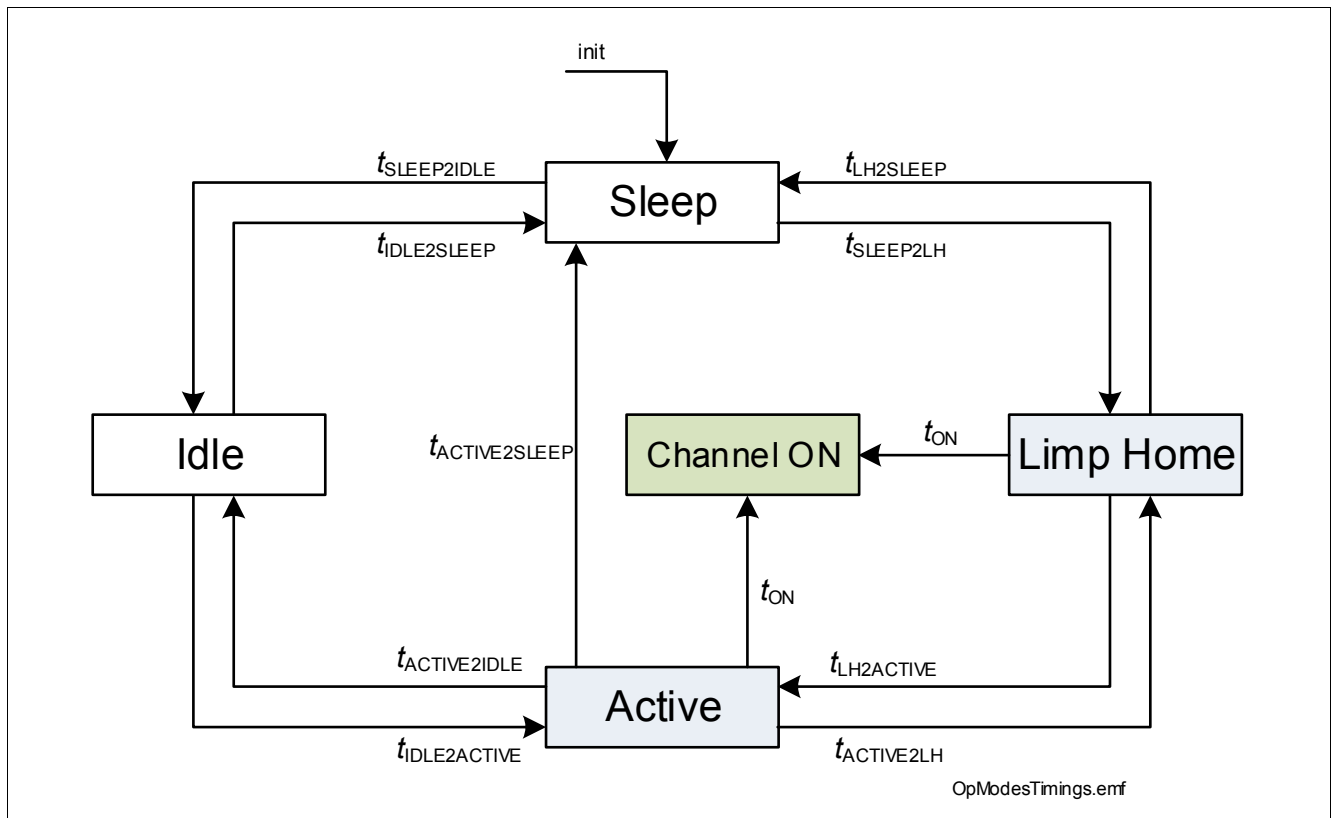 init
tSLEEP2IDLE
tLH2SLEEP
Sleep
tIDLE2SLEEP
tSLEEP2LH
Idle
tACTIVE2SLEEP
Channel ON
tON
Limp Home
tON
tACTIVE2IDLE
tLH2ACTIVE
Active
tIDLE2ACTIVE
tACTIVE2LH
OpModesTimings.emf